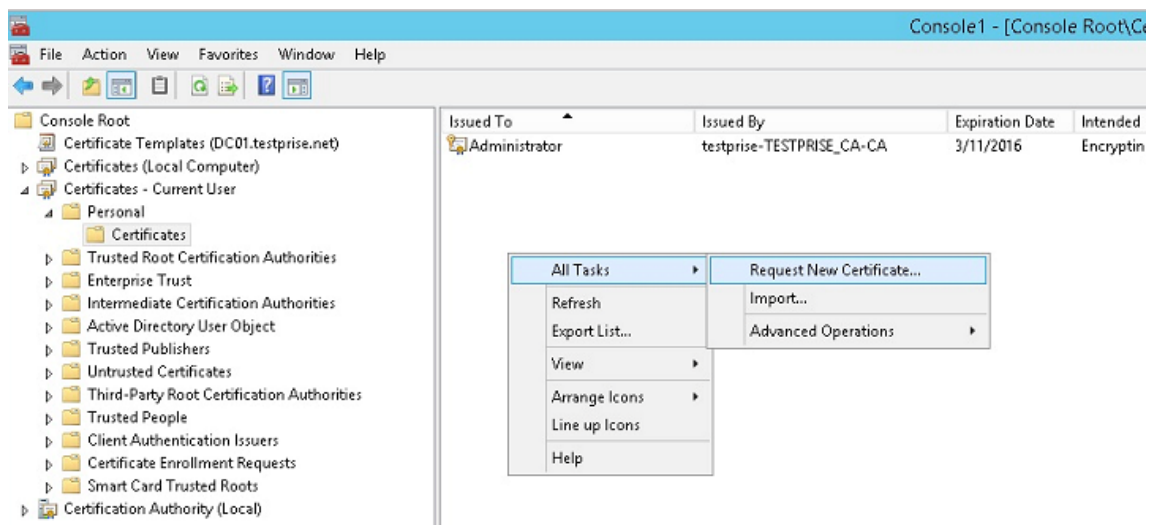 Console1 - [Console Root\Ce
File Action View Favorites Window Help
Console Root
Certificate Templates (DC01.testprise.net)
Certificates (Local Computer)
Certificates - Current User
Personal
Certificates
Trusted Root Certification Authorities
Enterprise Trust
Intermediate Certification Authorities
Active Directory User Object
Trusted Publishers
Untrusted Certificates
Third-Party Root Certification Authorities
Trusted People
Client Authentication Issuers
Certificate Enrollment Requests
Smart Card Trusted Roots
Certification Authority (Local)
Issued To Issued By Expiration Date Intended
Administrator testprise-TESTPRISE_CA-CA 3/11/2016 Encryptin
All Tasks
Refresh
Export List...
View
Arrange Icons
Line up Icons
Help
Request New Certificate...
Import...
Advanced Operations